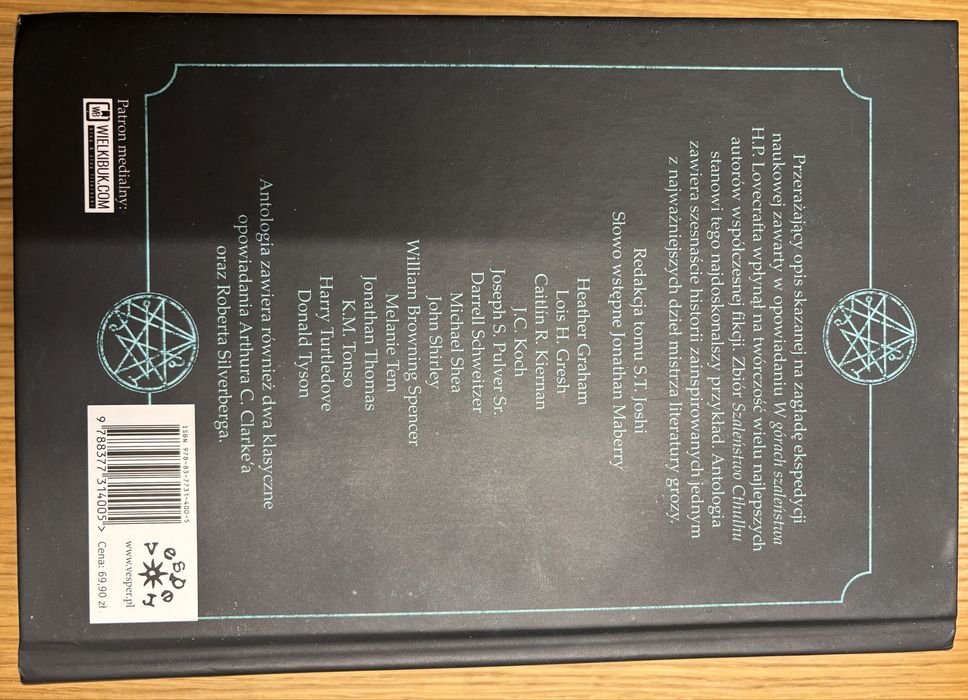 Przerażający opis skazanej na zagładę ekspedycji
naukowej zawarty w opowiadaniu W górach szaleństwa
H.P. Lovecrafta wpłynął na twórczość wielu najlepszych
autorów współczesnej fikcji. Zbiór Szaleństwo Cthulhu
stanowi tego najdoskonalszy przykład. Antologia
zawiera szesnaście historii zainspirowanych jednym
z najważniejszych dzieł mistrza literatury grozy.
Redakcja tomu S.T. Joshi
Słowo wstępne Jonathan Maberry
Heather Graham
Lois H. Gresh
Caitlín R. Kiernan
J.C. Koch
Joseph S. Pulver Sr.
Darrell Schweitzer
Michael Shea
John Shirley
William Browning Spencer
Melanie Tem
Jonathan Thomas
K.M. Tonso
Harry Turtledove
Donald Tyson
Antologia zawiera również dwa klasyczne
opowiadania Arthura C. Clarke'a
oraz Roberta Silverberga.
Patron medialny:
WB
WIELKIBUK.COM
ISBN 978-83-7731-400-5
9 788377 314005 >
vesper
www.vesper.pl
Cena: 69,90 zł